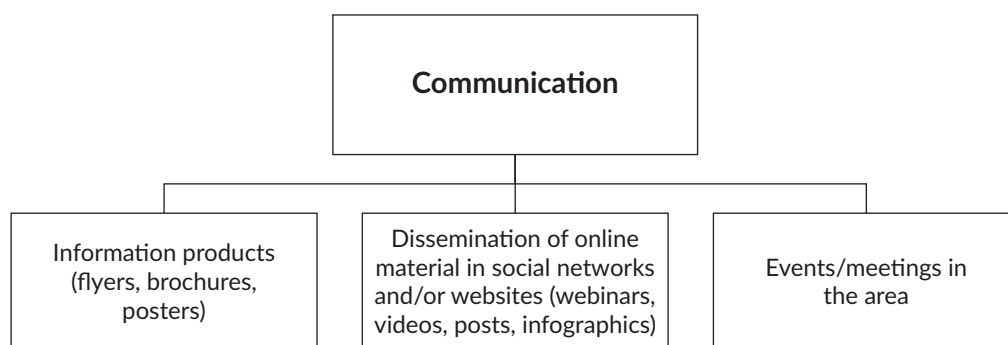 Communication
Information products
(flyers, brochures,
posters)
Dissemination of online
material in social networks
and/or websites (webinars,
videos, posts, infographics)
Events/meetings in
the area